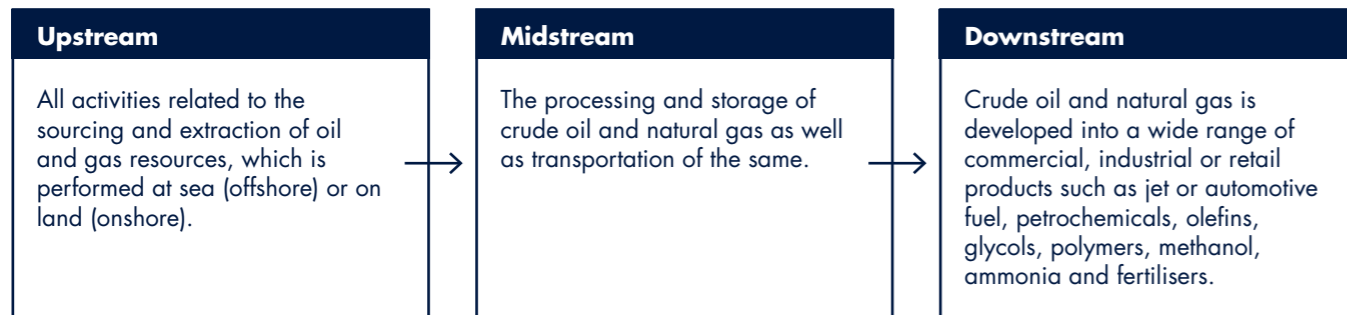 Upstream
All activities related to the
sourcing and extraction of oil
and gas resources, which is
performed at sea (offshore) or on
land (onshore).
Midstream
The processing and storage of
crude oil and natural gas as well
as transportation of the same.
Downstream
Crude oil and natural gas is
developed into a wide range of
commercial, industrial or retail
products such as jet or automotive
fuel, petrochemicals, olefins,
glycols, polymers, methanol,
ammonia and fertilisers.